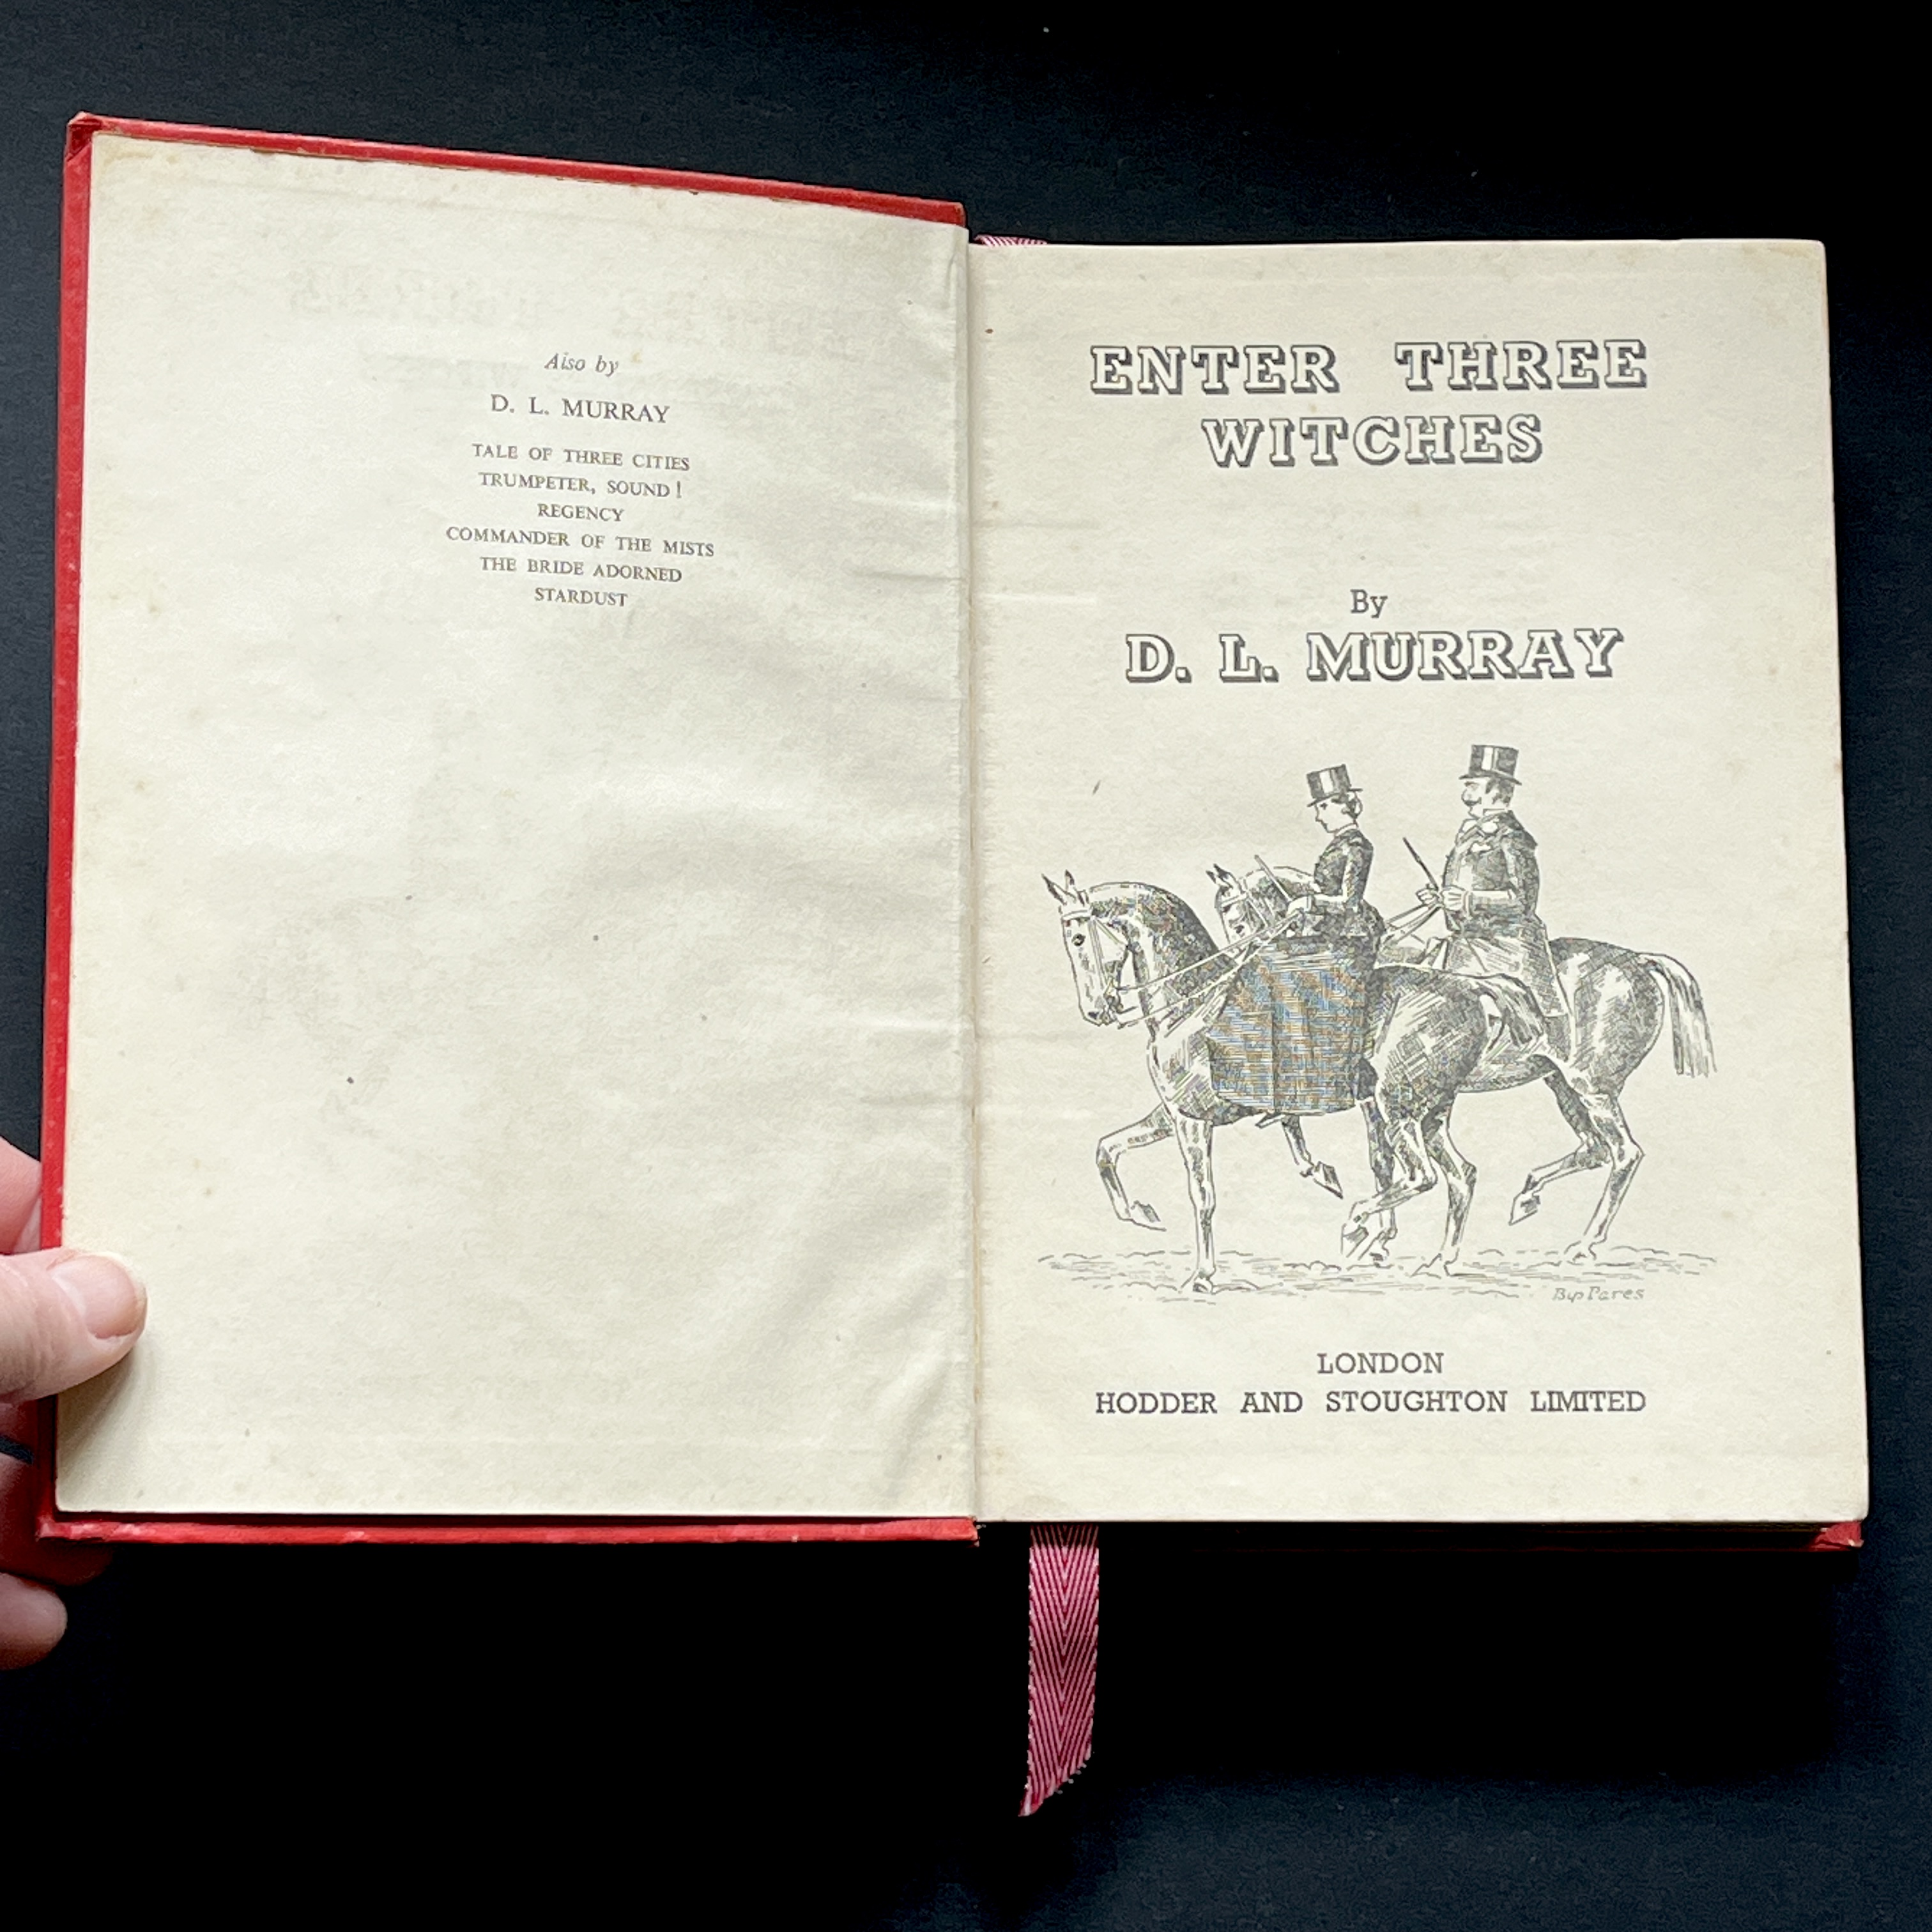 Also by
D. L. MURRAY
TALE OF THREE CITIES
TRUMPETER, SOUND!
REGENCY
COMMANDER OF THE MISTS
THE BRIDE ADORNED
STARDUST
ENTER THREE
WITCHES
By
D. L. MURRAY
Bip Pares
LONDON
HODDER AND STOUGHTON LIMITED